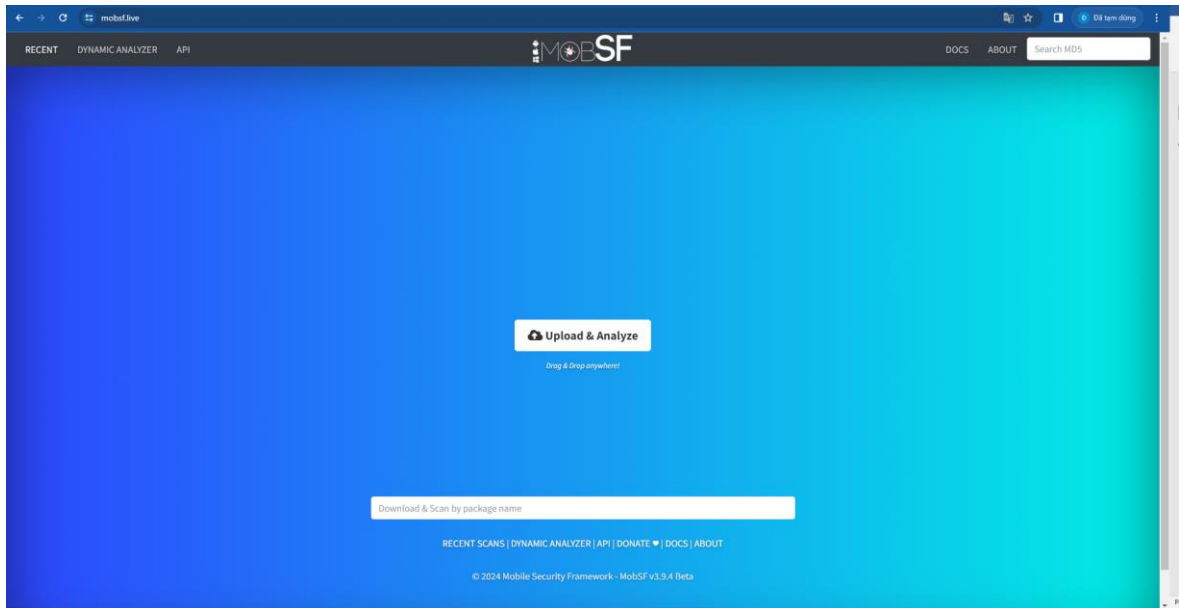 mobsf.live
Đã tạm dừng
RECENT DYNAMIC ANALYZER API
MOBSF
DOCS ABOUT Search MD5
Upload & Analyze
Drag & Drop anywhere!
Download & Scan by package name
RECENT SCANS | DYNAMIC ANALYZER | API | DONATE ♥ | DOCS | ABOUT
© 2024 Mobile Security Framework - MobSF v3.9.4 Beta